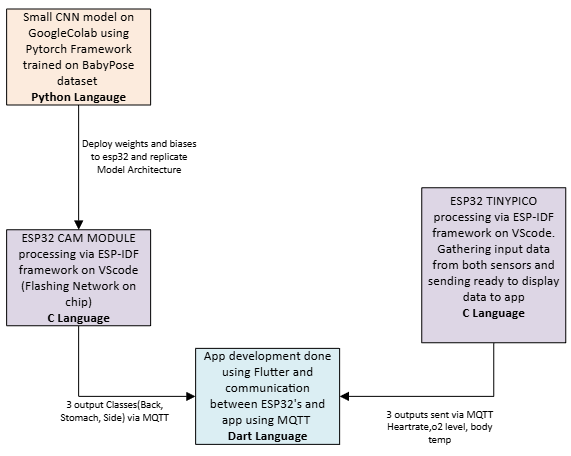 Small CNN model on
GoogleColab using
Pytorch Framework
trained on BabyPose
dataset
Python Langauge
Deploy weights and biases
to esp32 and replicate
Model Architecture
ESP32 CAM MODULE
processing via ESP-IDF
framework on VScode
(Flashing Network on
chip)
C Language
ESP32 TINYPICO
processing via ESP-IDF
framework on VScode.
Gathering input data
from both sensors and
sending ready to display
data to app
C Language
App development done
using Flutter and
communication
between ESP32's and
app using MQTT
Dart Language
3 output Classes(Back,
Stomach, Side) via MQTT
3 outputs sent via MQTT
Heartrate,o2 level, body
temp